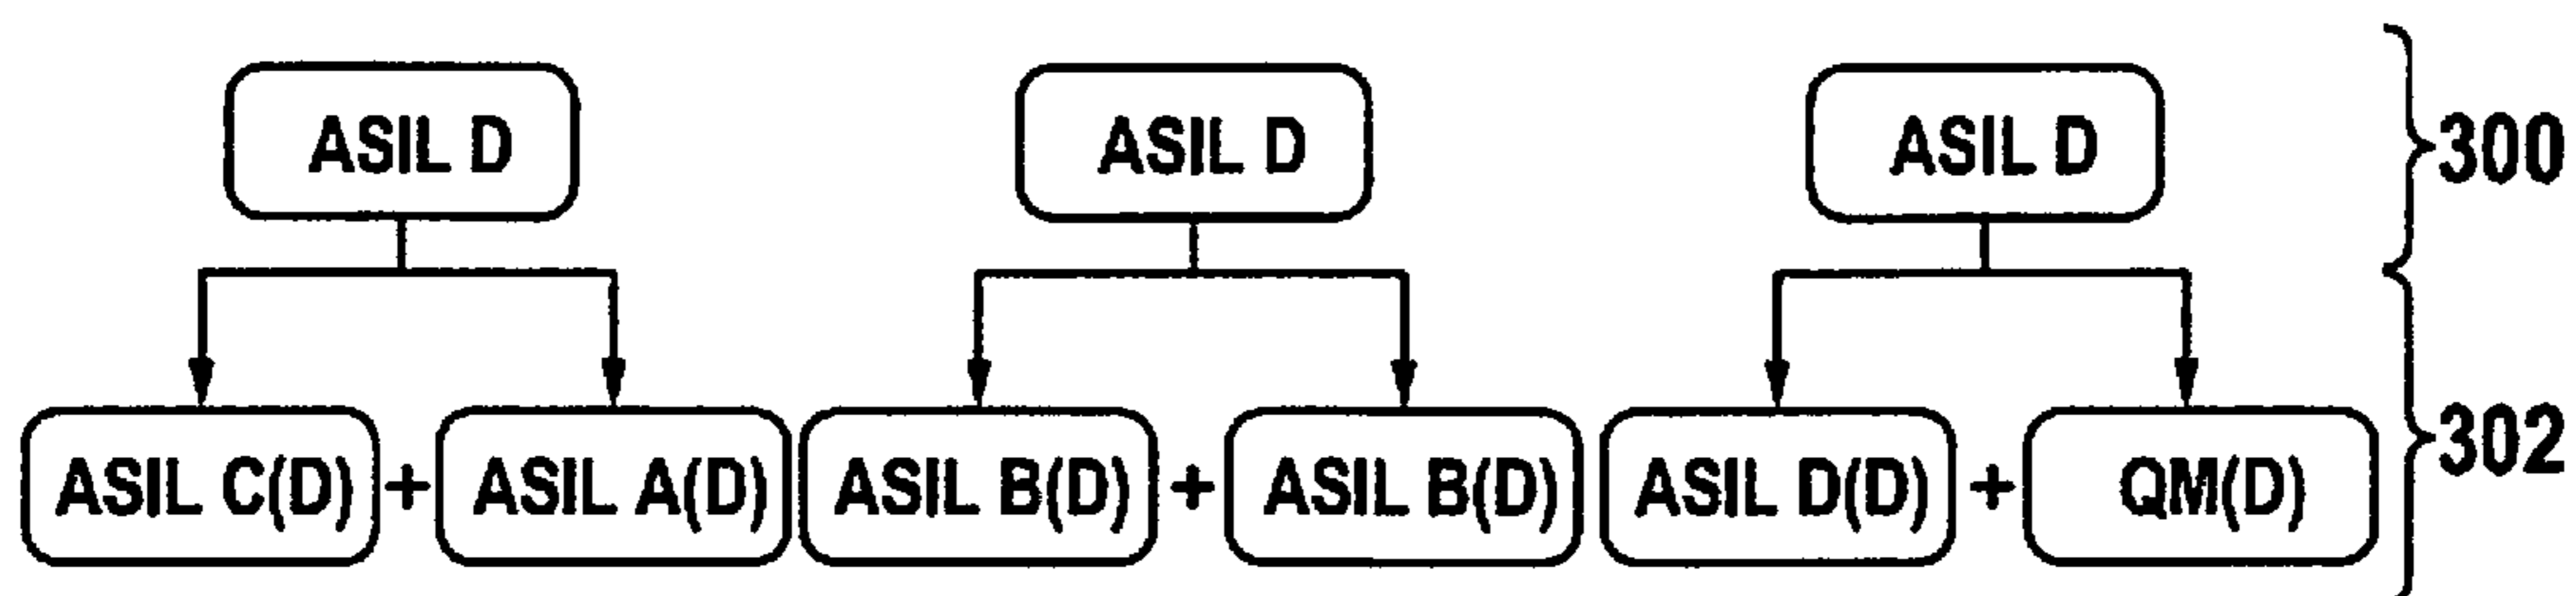 ASIL D ASIL D ASIL D 300
ASIL C(D) + ASIL A(D) ASIL B(D) + ASIL B(D) ASIL D(D) + QM(D) 302